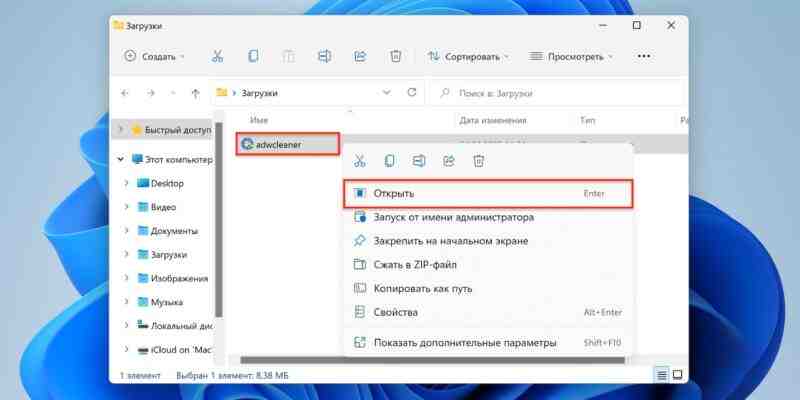 Загрузки
Создать
Сортировать
Просмотреть
Загрузки
Поиск в: Загрузки
Имя
Дата изменения
Тип
Быстрый доступ
adwcleaner
Этот компьютер
Desktop
Видео
Документы
Загрузки
Изображения
Музыка
Локальный дис
iCloud on "Mac
Открыть Enter
Запуск от имени администратора
Закрепить на начальном экране
Сжать в ZIP-файл
Копировать как путь
Свойства Alt+Enter
Показать дополнительные параметры Shift+F10
1 элемент Выбран 1 элемент: 8,38 МБ